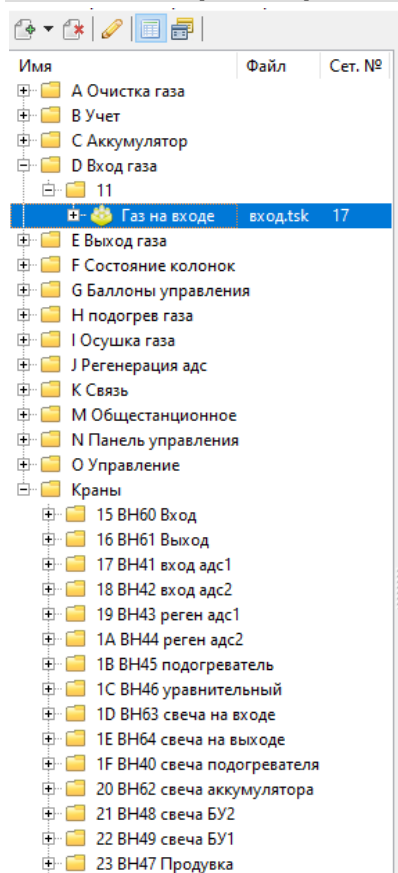 Имя Файл Сет. №
A Очистка газа
B Учет
C Аккумулятор
D Вход газа
11
Газ на входе вход.tsk 17
E Выход газа
F Состояние колонок
G Баллоны управления
H подогрев газа
I Осушка газа
J Регенерация адс
K Связь
M Общестанционное
N Панель управления
O Управление
Краны
15 ВН60 Вход
16 ВН61 Выход
17 ВН41 вход адс1
18 ВН42 вход адс2
19 ВН43 реген адс1
1A ВН44 реген адс2
1B ВН45 подогреватель
1C ВН46 уравнительный
1D ВН63 свеча на входе
1E ВН64 свеча на выходе
1F ВН40 свеча подогревателя
20 ВН62 свеча аккумулятора
21 ВН48 свеча БУ2
22 ВН49 свеча БУ1
23 ВН47 Продувка